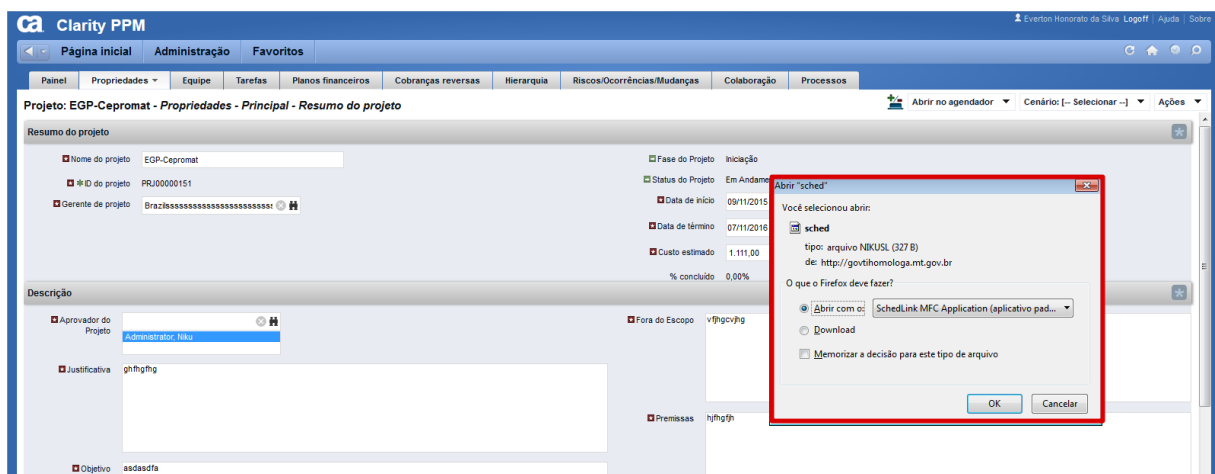 ca Clarity PPM
Everton Honorato da Silva Logoff | Ajuda | Sobre
Página inicial Administração Favoritos
Painel Propriedades Equipe Tarefas Planos financeiros Cobranças reversas Hierarquia Riscos/Ocorrências/Mudanças Colaboração Processos
Projeto: EGP-Cepromat - Propriedades - Principal - Resumo do projeto
Abrir no agendador Cenário: [-- Selecionar --] Ações
Resumo do projeto
Nome do projeto EGP-Cepromat
Fase do Projeto Iniciação
ID do projeto PRJ00000151
Status do Projeto Em Andame
Gerente de projeto
Data de início 09/11/2015
Data de término 07/11/2016
Custo estimado 1.111,00
% concluído 0,00%
Abrir "sched"
Você selecionou abrir:
sched
tipo: arquivo NIKUSL (327 B)
de: http://govtihomologa.mt.gov.br
O que o Firefox deve fazer?
Abrir com o: SchedLink MFC Application (aplicativo pad...
Download
Memorizar a decisão para este tipo de arquivo
OK Cancelar
Descrição
Aprovador do
Projeto
Administrator, Niku
Fora do Escopo vfjhgcvjhg
Justificativa ghfhgfhg
Premissas hjfhgfjh
Objetivo asdasdfa